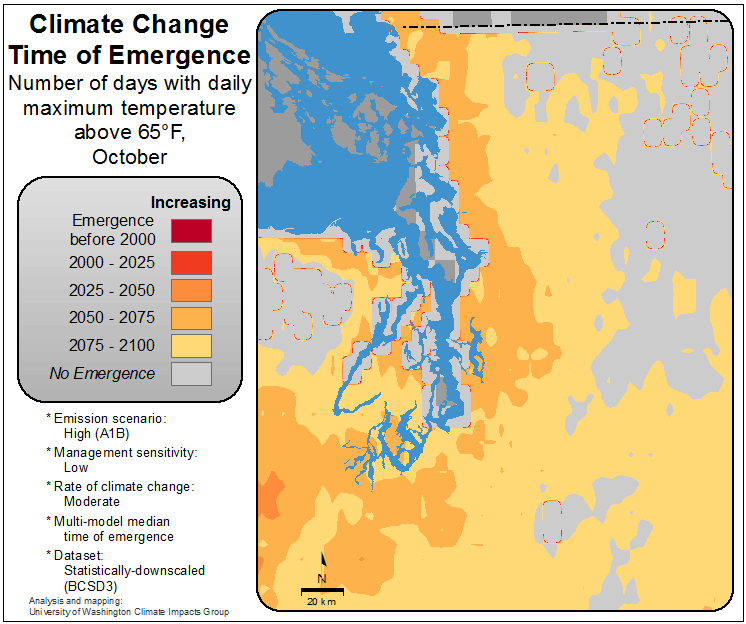 Climate Change
Time of Emergence
Number of days with daily
maximum temperature
above 65°F,
October
Increasing
Emergence
before 2000
2000 - 2025
2025 - 2050
2050 - 2075
2075 - 2100
No Emergence
* Emission scenario:
High (A1B)
* Management sensitivity:
Low
* Rate of climate change:
Moderate
* Multi-model median
time of emergence
* Dataset:
Statistically-downscaled
(BCSD3)
Analysis and mapping:
University of Washington Climate Impacts Group
N
20 km